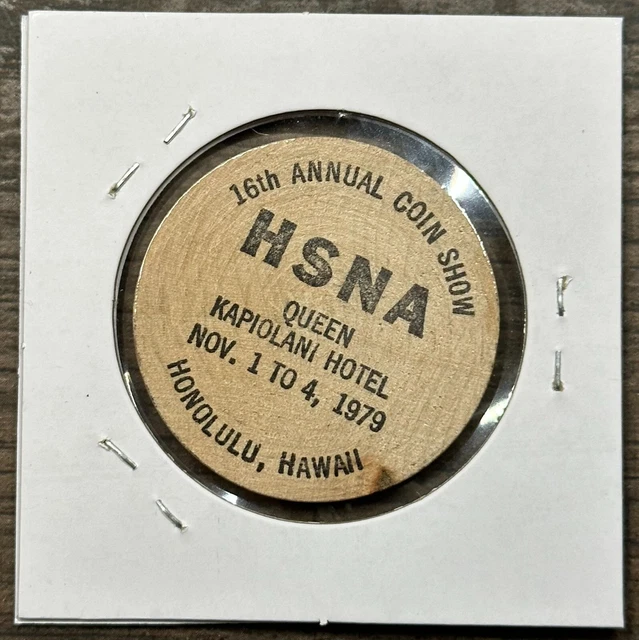 16th ANNUAL COIN SHOW
HSNA
QUEEN
KAPIOLANI HOTEL
NOV. 1 TO 4, 1979
HONOLULU, HAWAII